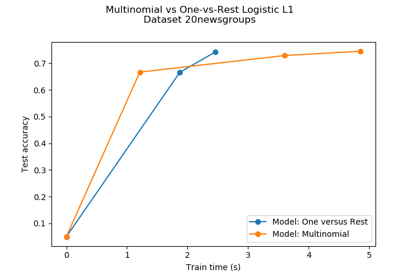 Multinomial vs One-vs-Rest Logistic L1
Dataset 20newsgroups
Test accuracy
0.7
0.6
0.5
0.4
0.3
0.2
0.1
Model: One versus Rest
Model: Multinomial
0 1 2 3 4 5
Train time (s)